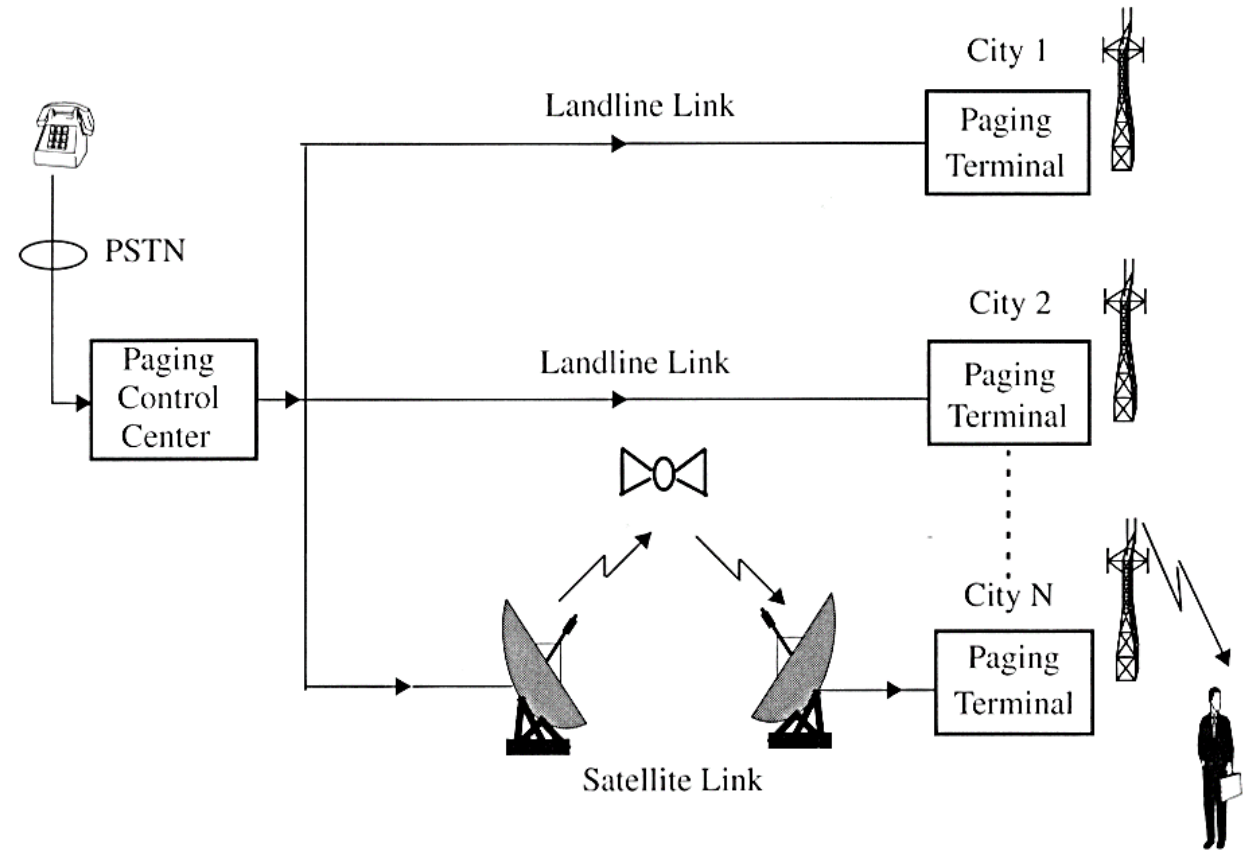 City 1
Landline Link
Paging
Terminal
PSTN
City 2
Landline Link
Paging
Control
Center
Paging
Terminal
City N
Paging
Terminal
Satellite Link